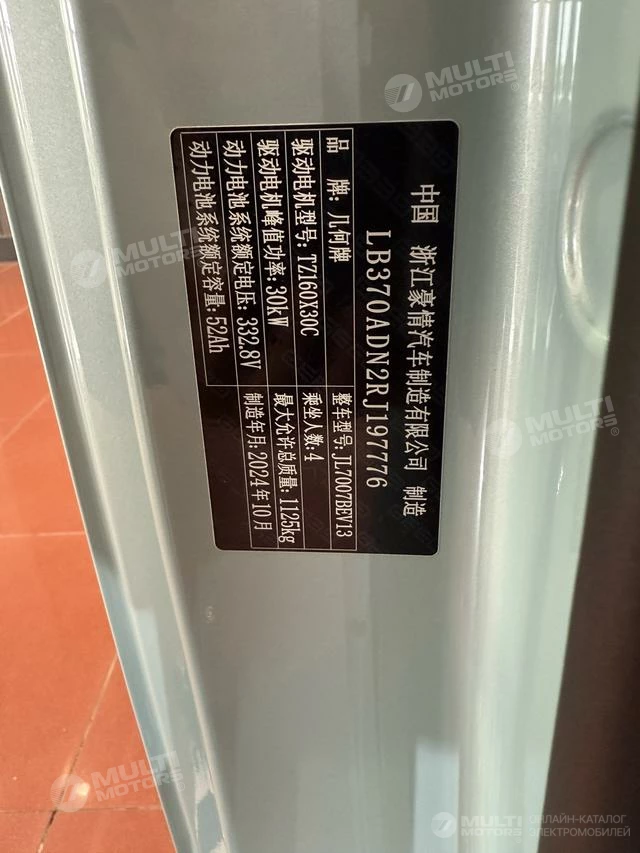 中国 浙江豪情汽车制造有限公司 制造
LB370ADN2RJ197776
品 牌: 几何牌 整车型号: JL7007BEV13
驱动电机型号: TZ160X30C 乘坐人数: 4
驱动电机峰值功率: 30kW 最大允许总质量: 1125kg
动力电池系统额定电压: 332.8V 制造年月: 2024年10月
动力电池系统额定容量: 52Ah
MULTI
MOTORS®
MULTI
MOTORS®
MULTI
MOTORS®
MULTI
MOTORS®
MULTI
MOTORS®
ОНЛАЙН-КАТАЛОГ
ЭЛЕКТРОМОБИЛЕЙ